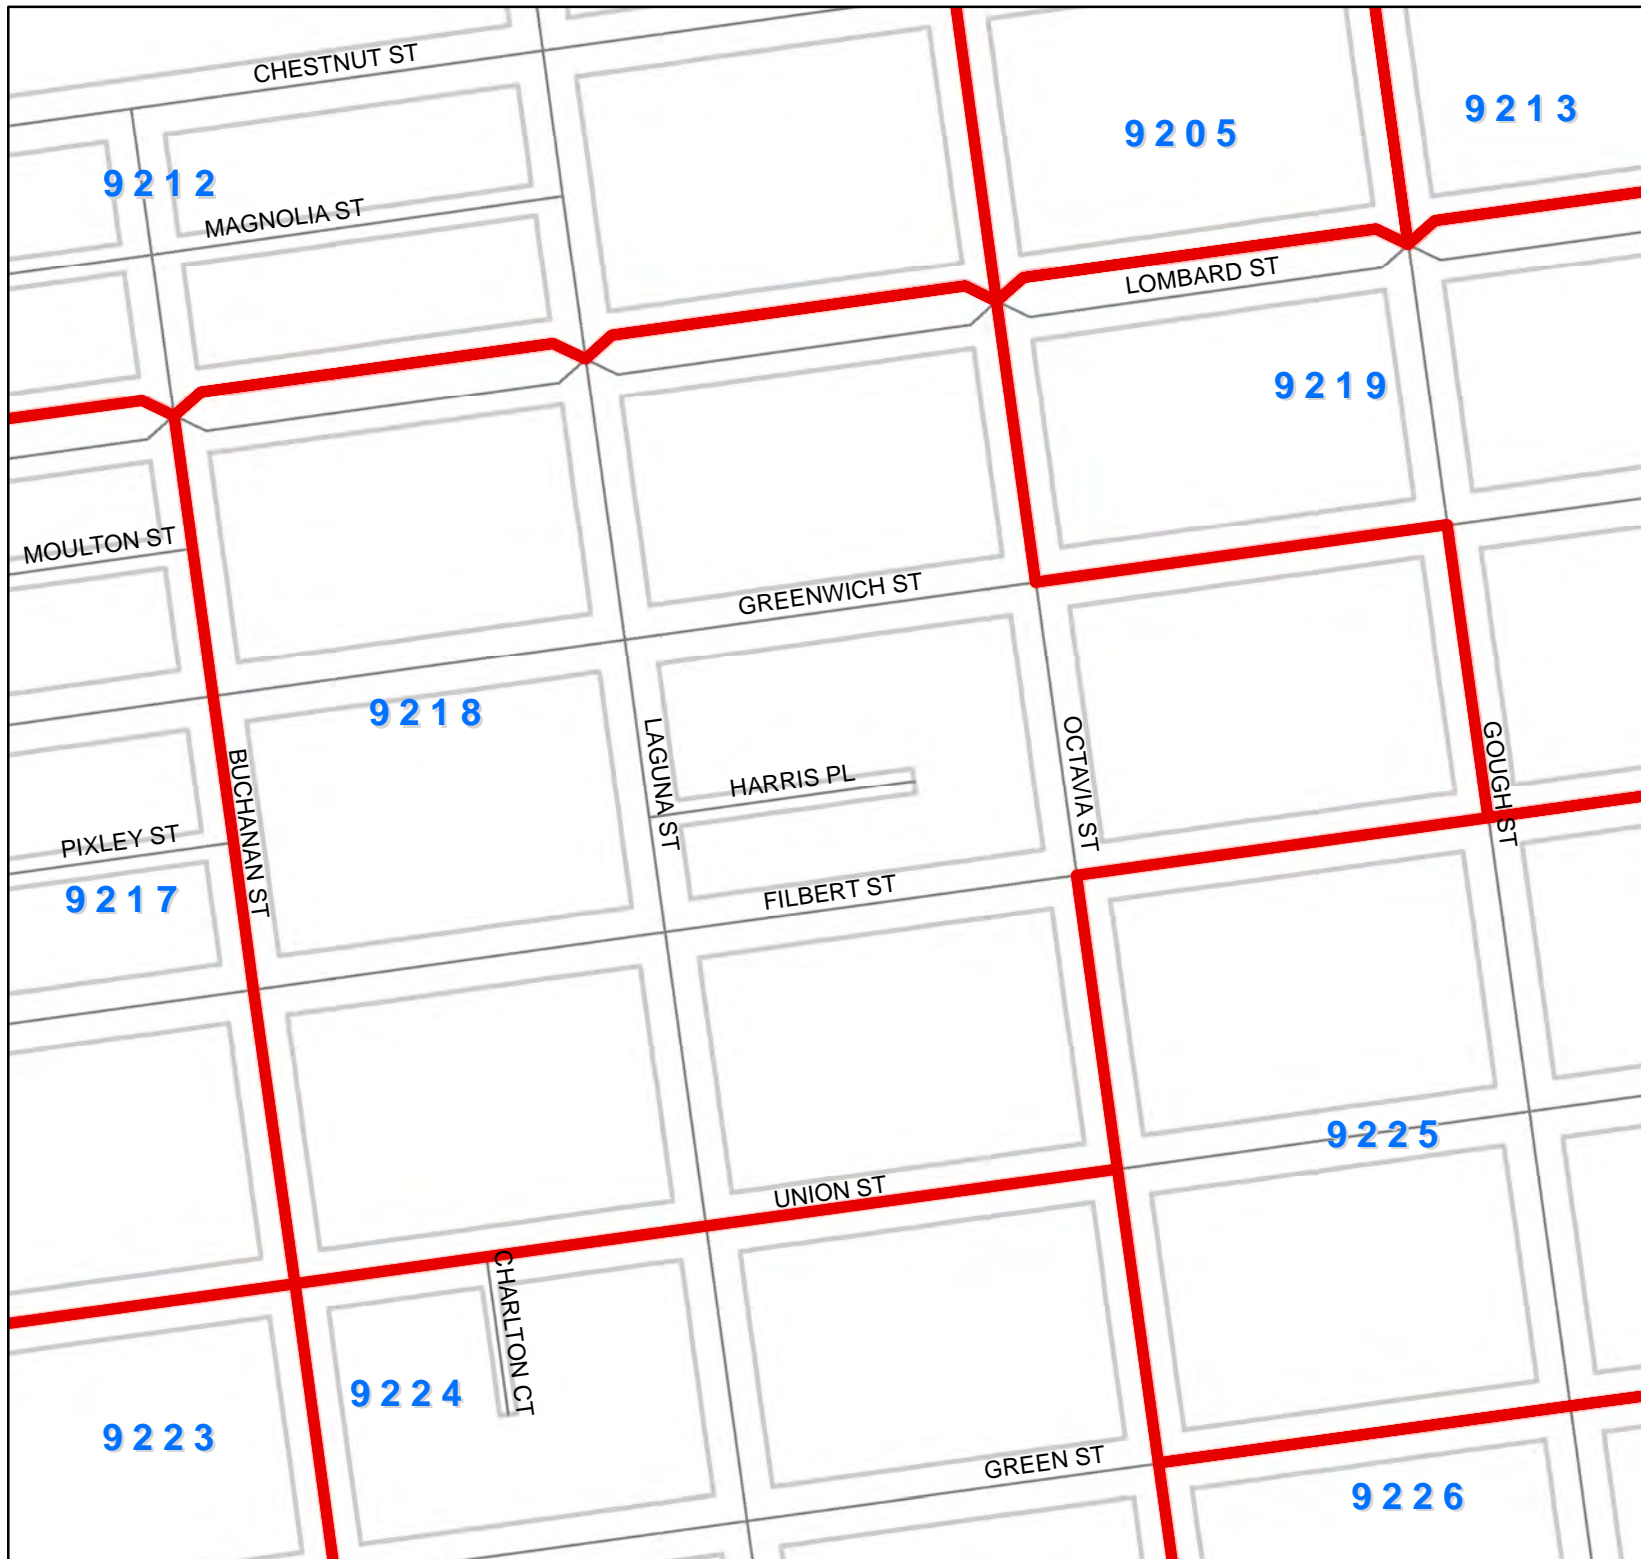 CHESTNUT ST
9213
9205
9212
MAGNOLIA ST
LOMBARD ST
9219
MOULTON ST
GREENWICH ST
9218
LAGUNA ST
OCTAVIA ST
GOUGH ST
BUCHANAN ST
HARRIS PL
PIXLEY ST
9217
FILBERT ST
9225
UNION ST
CHARLTON CT
9224
9223
GREEN ST
9226